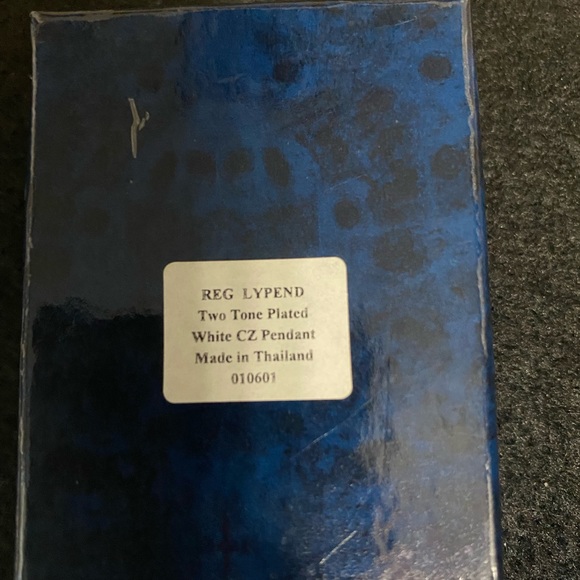 REG LYPEND
Two Tone Plated
White CZ Pendant
Made in Thailand
010601